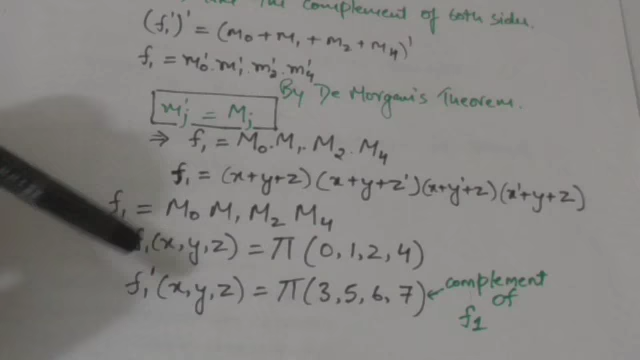 the complement of both sides.
(f₁')' = (m₀ + m₁ + m₂ + m₄)'
f₁ = m₀'. m₁'. m₂'. m₄'
By De Morgan's Theorem.
m'ⱼ = Mⱼ
⇒ f₁ = M₀. M₁. M₂. M₄
f₁ = (x+y+z) (x+y+z') (x+y'+z) (x'+y+z)
f₁ = M₀ M₁ M₂ M₄
f₁(x,y,z) = π (0,1,2,4)
f₁'(x,y,z) = π (3,5,6,7) ← complement of f₁